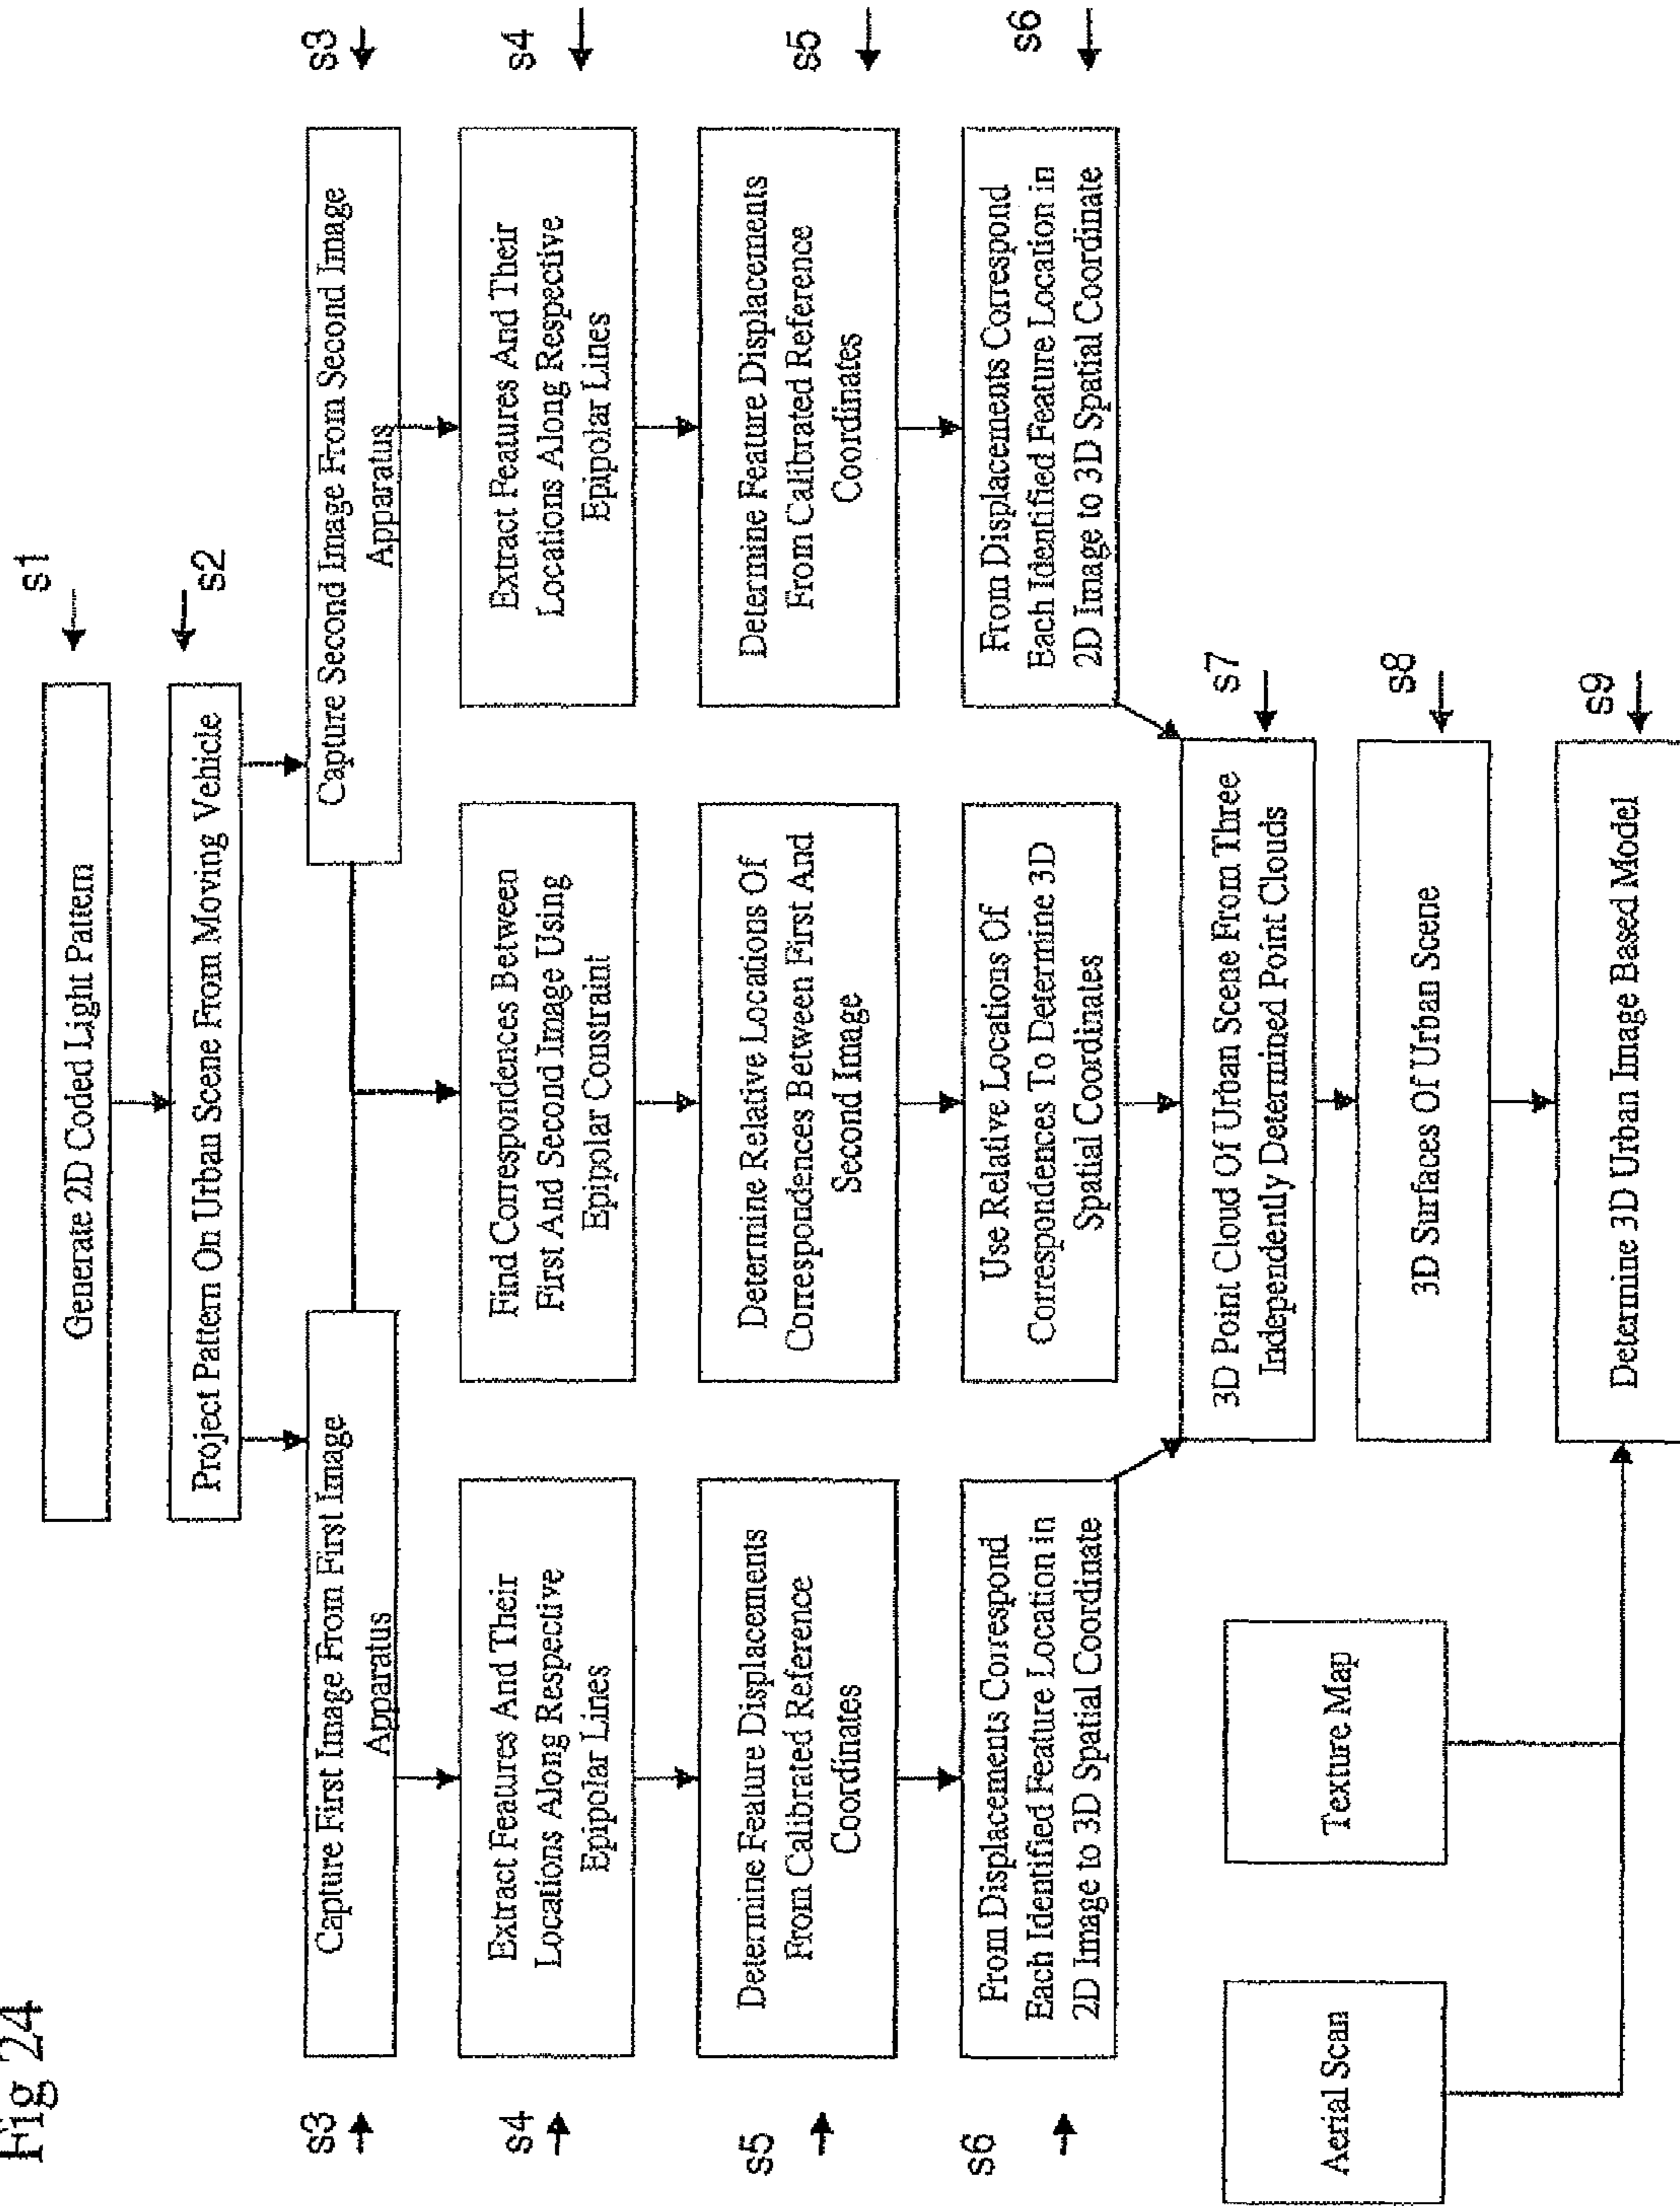 Fig 24
s1
Generate 2D Coded Light Pattern
s2
Project Pattern On Urban Scene From Moving Vehicle
s3
Capture First Image From First Image
Apparatus
Capture Second Image From Second Image
Apparatus
s3
s4
Extract Features And Their
Locations Along Respective
Epipolar Lines
Find Correspondences Between
First And Second Image Using
Epipolar Constraint
Extract Features And Their
Locations Along Respective
Epipolar Lines
s4
s5
Determine Feature Displacements
From Calibrated Reference
Coordinates
Determine Relative Locations Of
Correspondences Between First And
Second Image
Determine Feature Displacements
From Calibrated Reference
Coordinates
s5
s6
From Displacements Correspond
Each Identified Feature Location in
2D Image to 3D Spatial Coordinate
Use Relative Locations Of
Correspondences To Determine 3D
Spatial Coordinates
From Displacements Correspond
Each Identified Feature Location in
2D Image to 3D Spatial Coordinate
s6
3D Point Cloud Of Urban Scene From Three
Independently Determined Point Clouds
s7
3D Surfaces Of Urban Scene
s8
Aerial Scan
Texture Map
Determine 3D Urban Image Based Model
s9